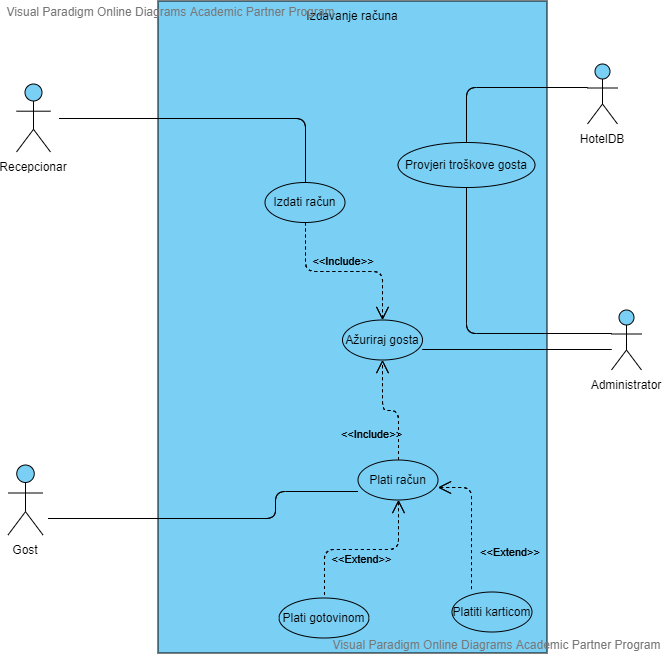 Visual Paradigm Online Diagrams Academic Partner Program
Izdavanje računa
HotelDB
Recepcionar
Provjeri troškove gosta
Izdati račun
<<Include>>
Ažuriraj gosta
Administrator
<<Include>>
Plati račun
Gost
<<Extend>>
<<Extend>>
Plati gotovinom
Platiti karticom
Visual Paradigm Online Diagrams Academic Partner Program